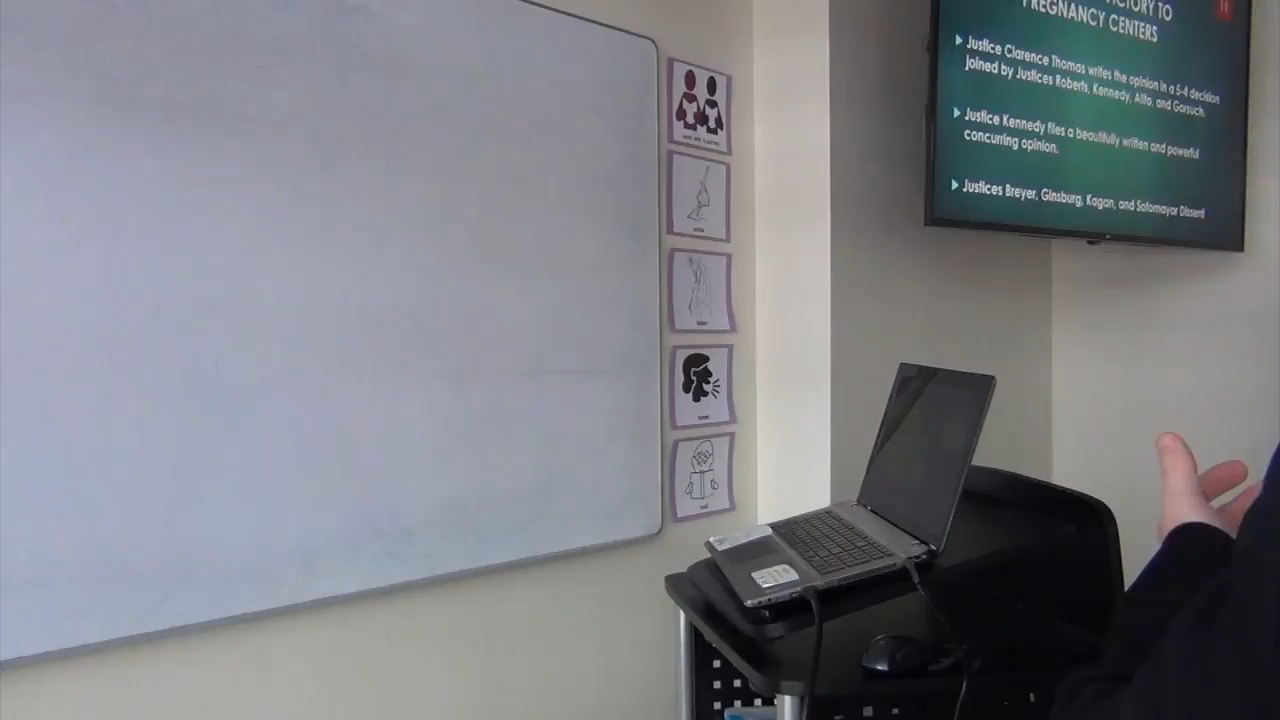 PREGNANCY CENTERS
Justice Clarence Thomas writes the opinion in a 5-4 decision
joined by Justices Roberts, Kennedy, Alito, and Gorsuch.
Justice Kennedy files a beautifully written and powerful
concurring opinion.
Justices Breyer, Ginsburg, Kagan, and Sotomayor Dissent